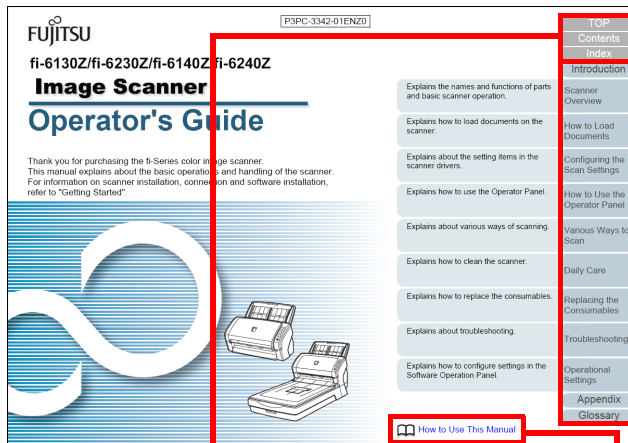 P3PC-3342-01ENZ0
FUJITSU
fi-6130Z/fi-6230Z/fi-6140Z/fi-6240Z
Image Scanner
Operator's Guide
Thank you for purchasing the fi-Series color image scanner.
This manual explains about the basic operations and handling of the scanner.
For information on scanner installation, connection and software installation,
refer to "Getting Started".
TOP
Contents
Index
Introduction
Explains the names and functions of parts
and basic scanner operation.
Scanner
Overview
Explains how to load documents on the
scanner.
How to Load
Documents
Explains about the setting items in the
scanner drivers.
Configuring the
Scan Settings
Explains how to use the Operator Panel.
How to Use the
Operator Panel
Explains about various ways of scanning.
Various Ways to
Scan
Explains how to clean the scanner.
Daily Care
Explains how to replace the consumables.
Replacing the
Consumables
Explains about troubleshooting.
Troubleshooting
Explains how to configure settings in the
Software Operation Panel.
Operational
Settings
Appendix
Glossary
How to Use This Manual